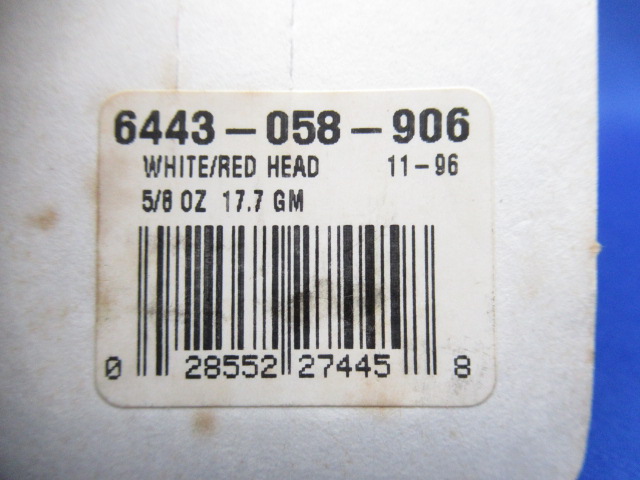 6443-058-906
WHITE/RED HEAD 11-96
5/8 OZ 17.7 GM
0 28552 27445 8